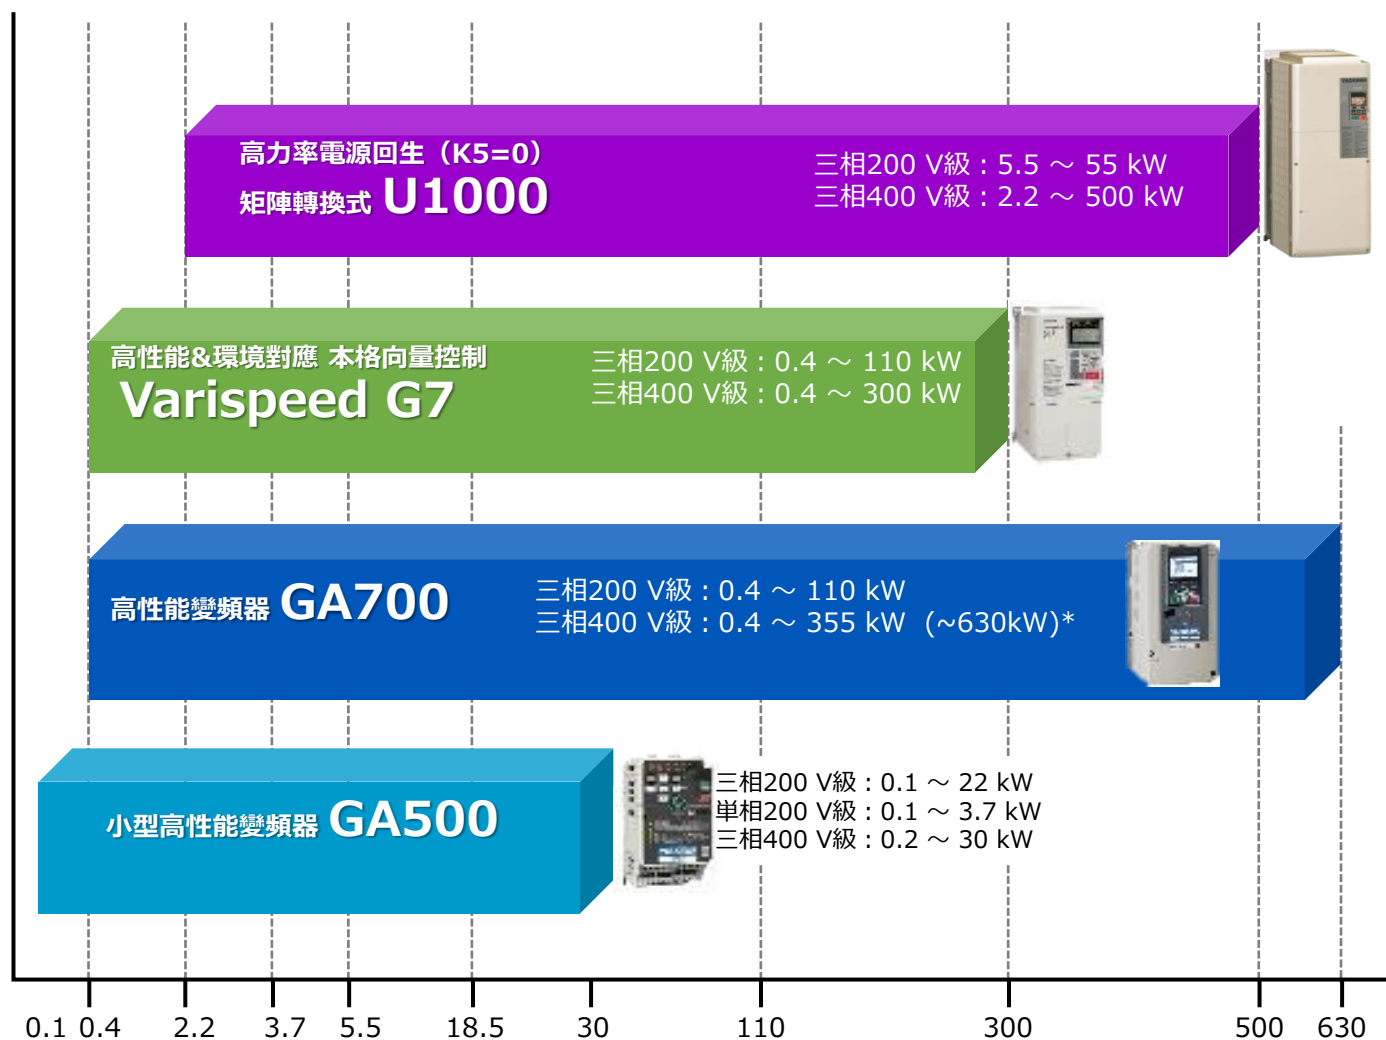 高力率電源回生（K5=0）
矩陣轉換式 U1000
三相200 V級：5.5 ～ 55 kW
三相400 V級：2.2 ～ 500 kW
高性能&環境對應 本格向量控制
Varispeed G7
三相200 V級：0.4 ～ 110 kW
三相400 V級：0.4 ～ 300 kW
高性能變頻器 GA700
三相200 V級：0.4 ～ 110 kW
三相400 V級：0.4 ～ 355 kW (~630kW)*
小型高性能變頻器 GA500
三相200 V級：0.1 ～ 22 kW
単相200 V級：0.1 ～ 3.7 kW
三相400 V級：0.2 ～ 30 kW
0.1 0.4 2.2 3.7 5.5 18.5 30 110 300 500 630